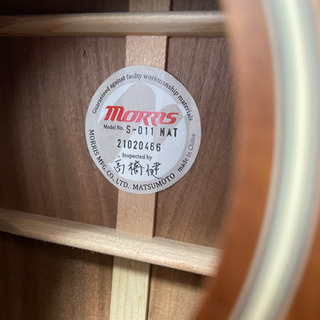 Guaranteed against faulty workmanship materials
MORRIS
Model No. S-011 NAT
21020466
Inspected by
MORRIS MFG.CO.,LTD. MATSUMOTO
made in China